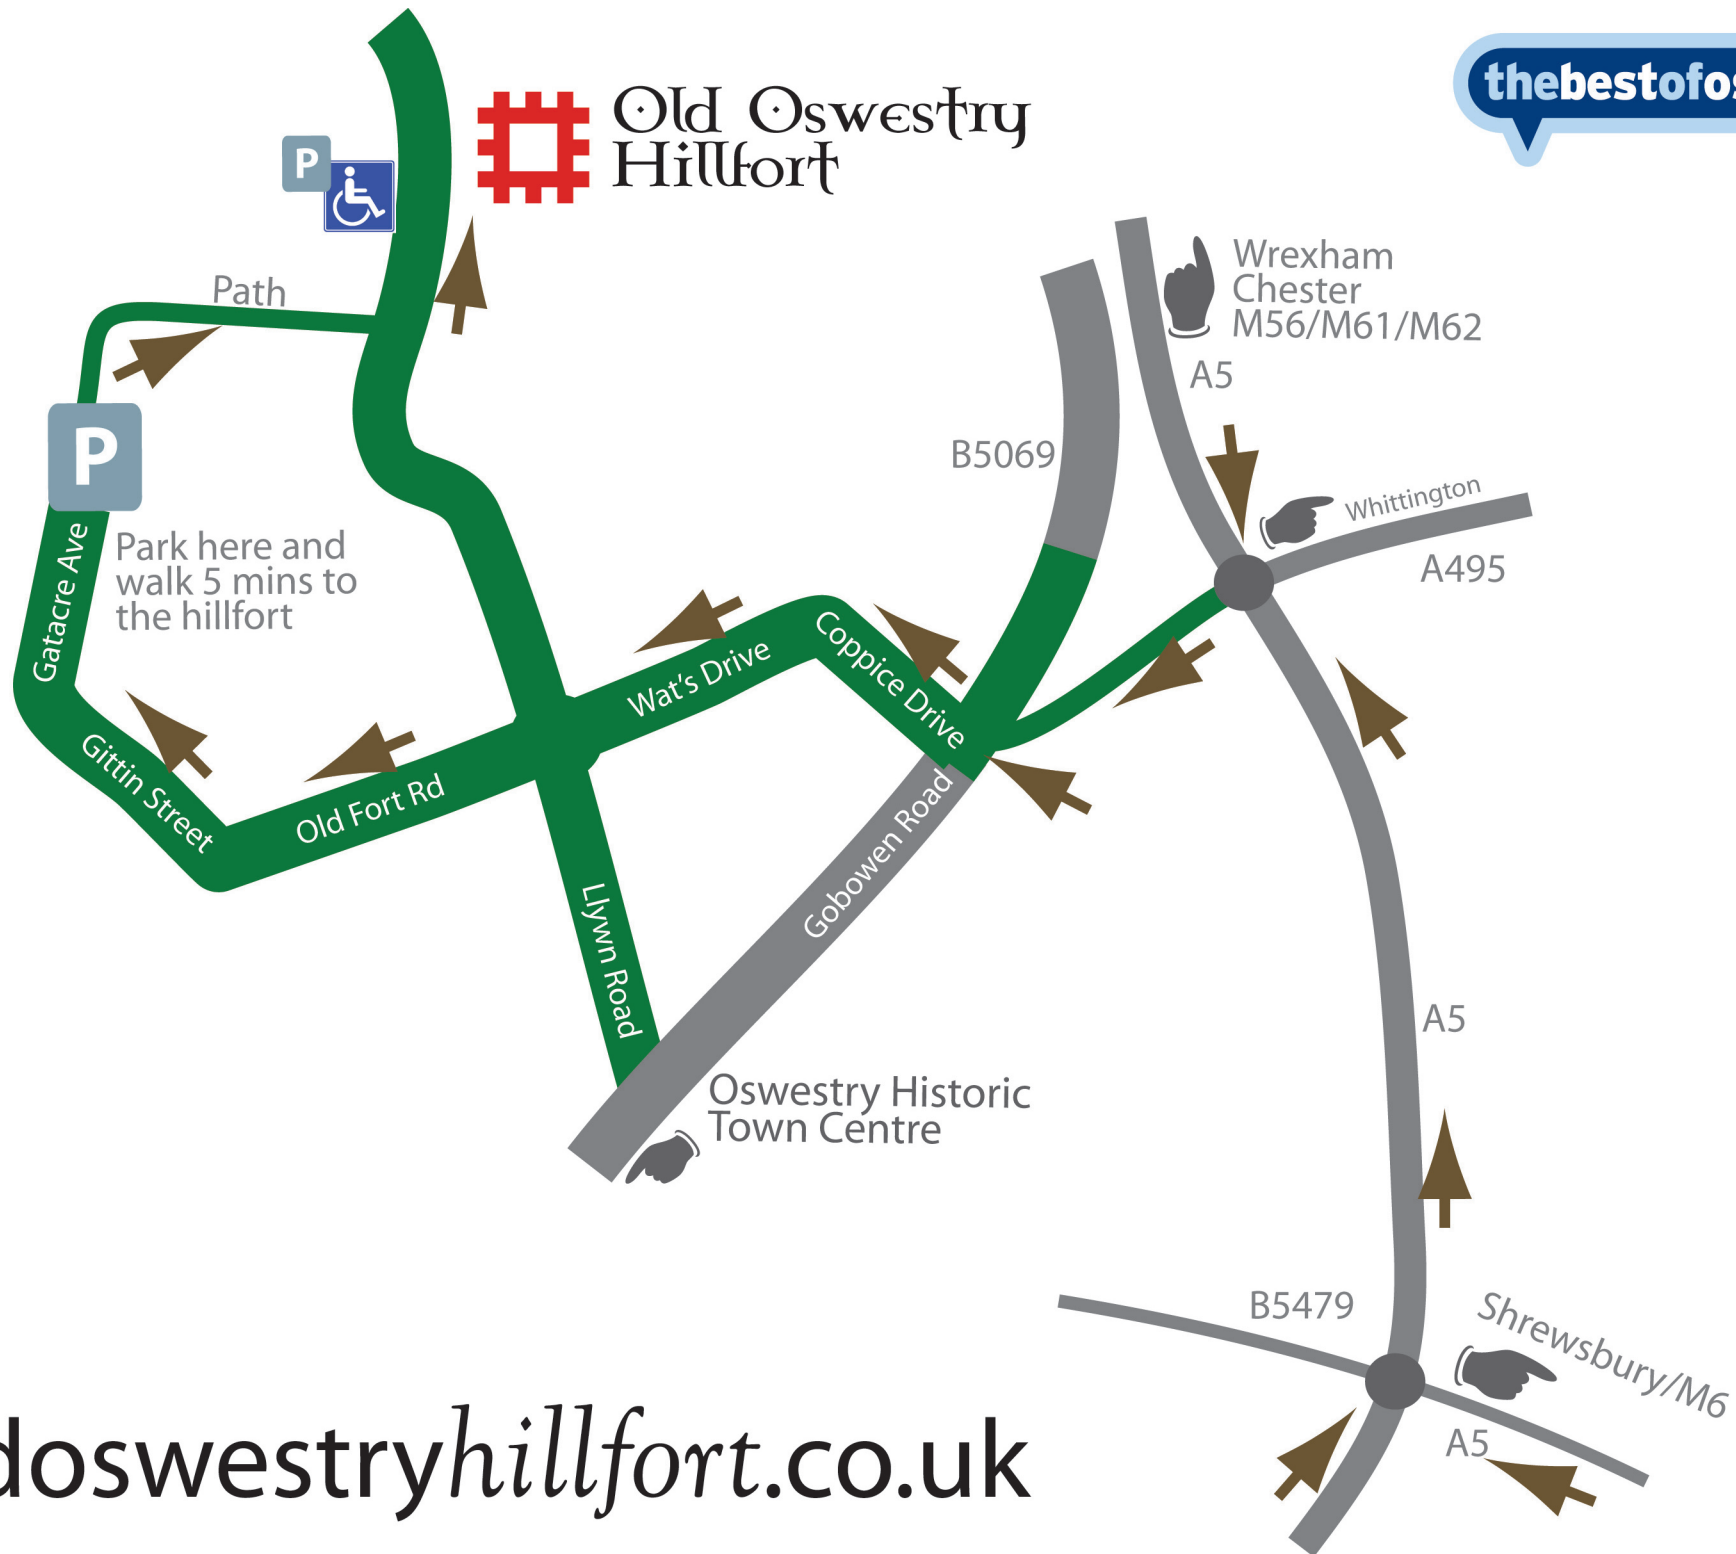 Old Oswestry
Hillfort
thebestofos
P
Path
Wrexham
Chester
M56/M61/M62
A5
B5069
Whittington
A495
P
Park here and
walk 5 mins to
the hillfort
Gatacre Ave
Gittin Street
Old Fort Rd
Wat's Drive
Coppice Drive
Gobowen Road
Llywn Road
Oswestry Historic
Town Centre
A5
B5479
Shrewsbury/M6
A5
doswestryhillfort.co.uk